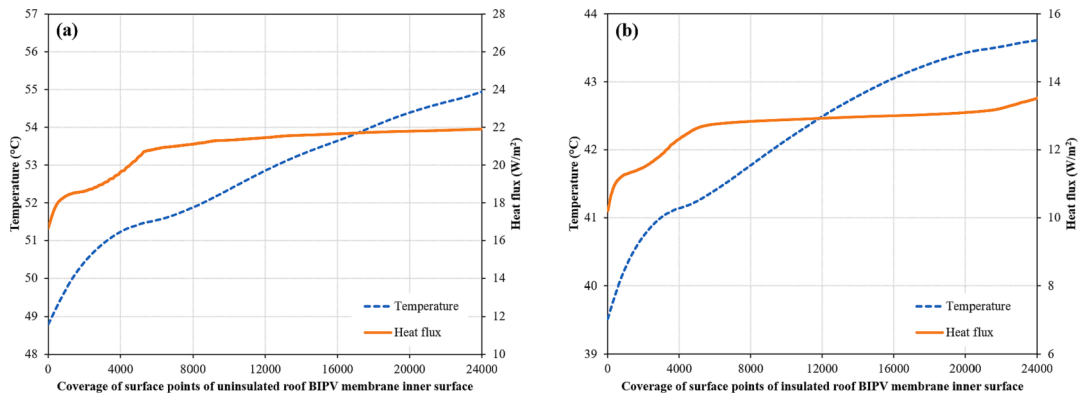 (a)
57
56
55
54
53
52
51
50
49
48
Temperature (°C)
28
26
24
22
20
18
16
14
12
10
Heat flux (W/m²)
Temperature
Heat flux
0 4000 8000 12000 16000 20000 24000
Coverage of surface points of uninsulated roof BIPV membrane inner surface
(b)
44
43
42
41
40
39
Temperature (°C)
16
14
12
10
8
6
Heat flux (W/m²)
Temperature
Heat flux
0 4000 8000 12000 16000 20000 24000
Coverage of surface points of insulated roof BIPV membrane inner surface